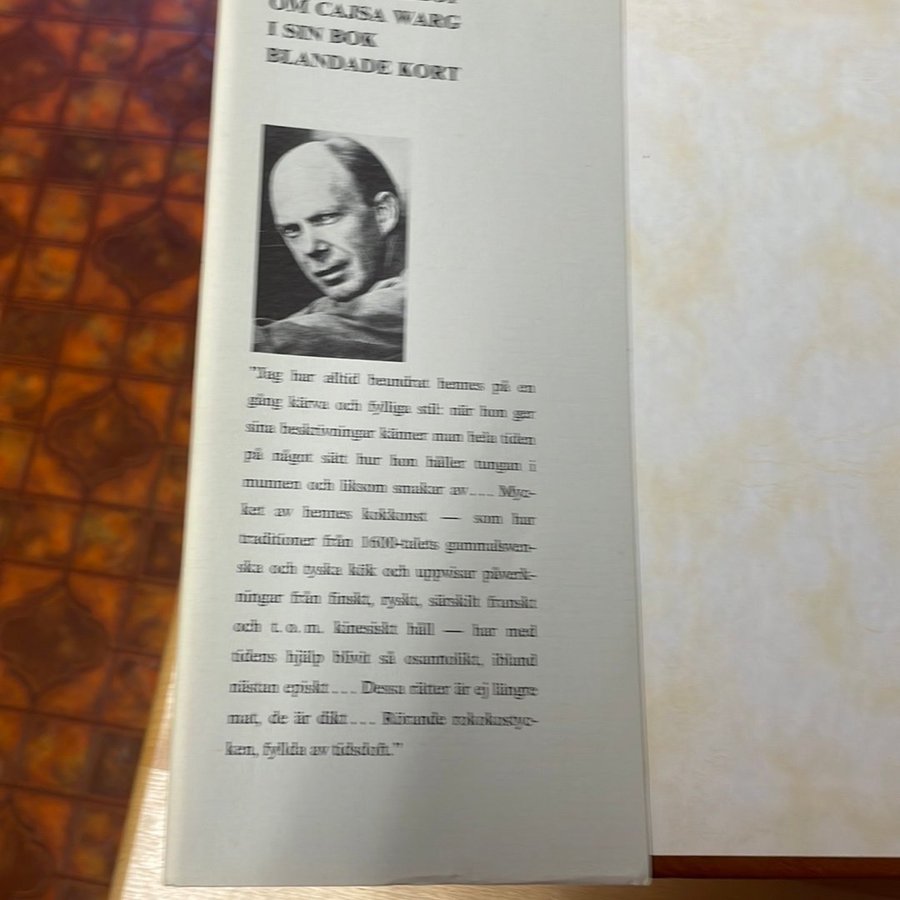 OM CAJSA WARG
I SIN BOK
BLANDADE KORT
"Jag har alltid beundrat hennes på en
gång kärva och fylliga stil: när hon ger
sina beskrivningar känner man hela tiden
på något sätt hur hon håller tungan i
munnen och liksom smakar av... Myc-
ket av hennes kokkonst — som har
traditioner från 1600-talets gammalsven-
ska och tyska kök och uppvisar påverk-
ningar från finskt, ryskt, särskilt franskt
och t.o.m. kinesiskt håll — har med
tidens hjälp blivit så osannolikt, ibland
nästan episkt... Dessa rätter är ej längre
mat, de är dikt... Rörande rokokostyc-
ken, fyllda av tidsdoft."